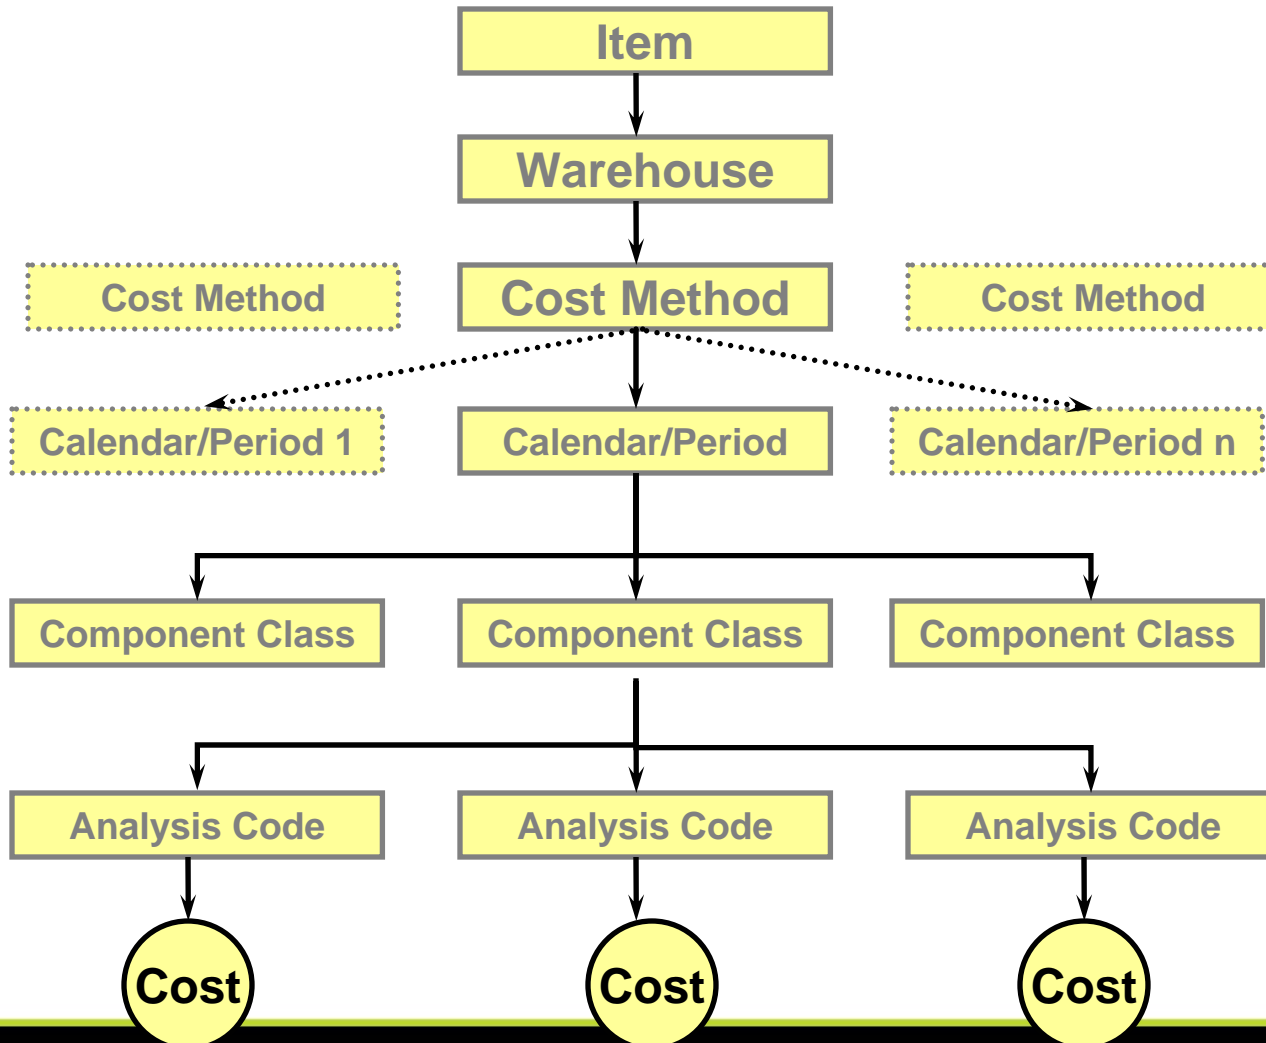 Item
Warehouse
Cost Method
Cost Method
Cost Method
Calendar/Period 1
Calendar/Period
Calendar/Period n
Component Class
Component Class
Component Class
Analysis Code
Analysis Code
Analysis Code
Cost
Cost
Cost